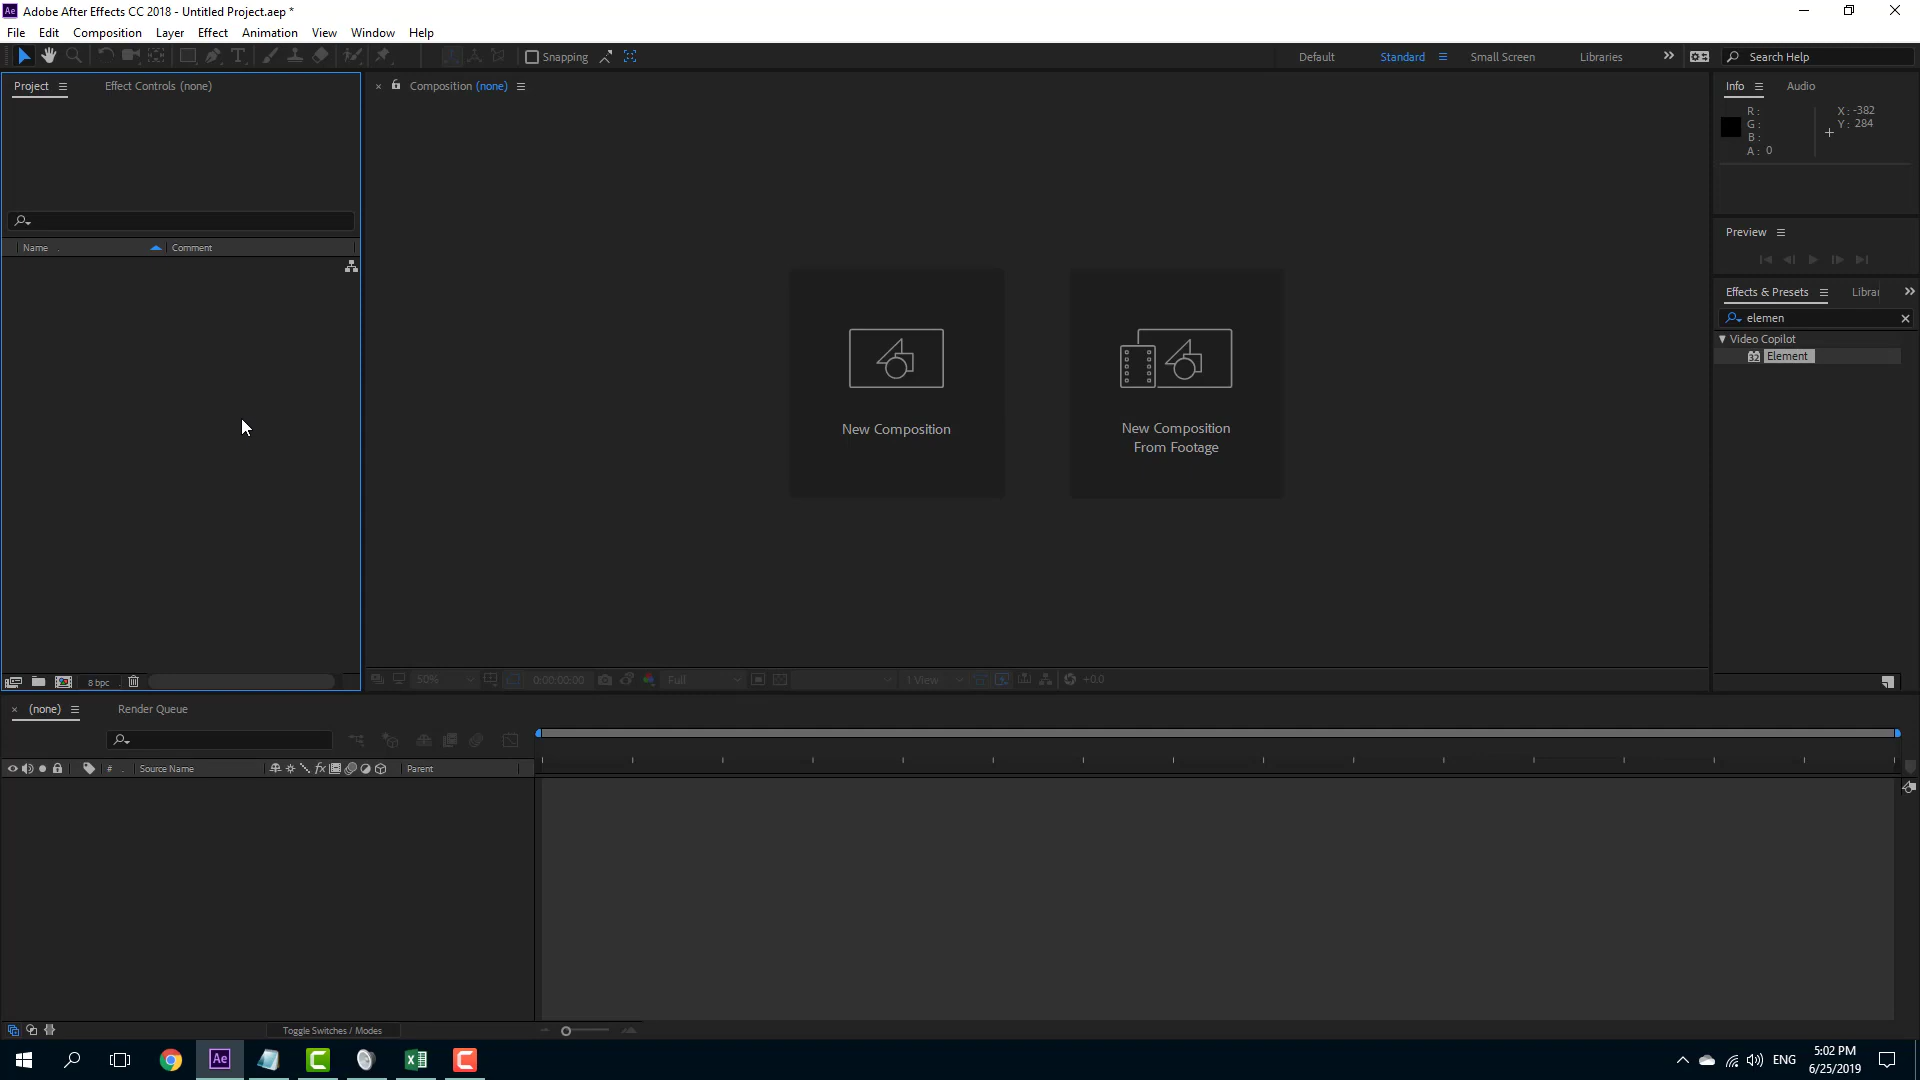 Adobe After Effects CC 2018 - Untitled Project.aep *
File Edit Composition Layer Effect Animation View Window Help
Snapping Default Standard Small Screen Libraries Search Help
Project Effect Controls (none) Composition (none) Info Audio
R :
G :
B :
A : 0
X : -382
Y : 284
Preview
Name Comment
Effects & Presets Librar
elemen
Video Copilot
32 Element
New Composition
New Composition
From Footage
8 bpc 50% 0:00:00:00 Full 1 View +0.0
(none) Render Queue
# Source Name fx Parent
Toggle Switches / Modes
Ae ENG
5:02 PM
6/25/2019